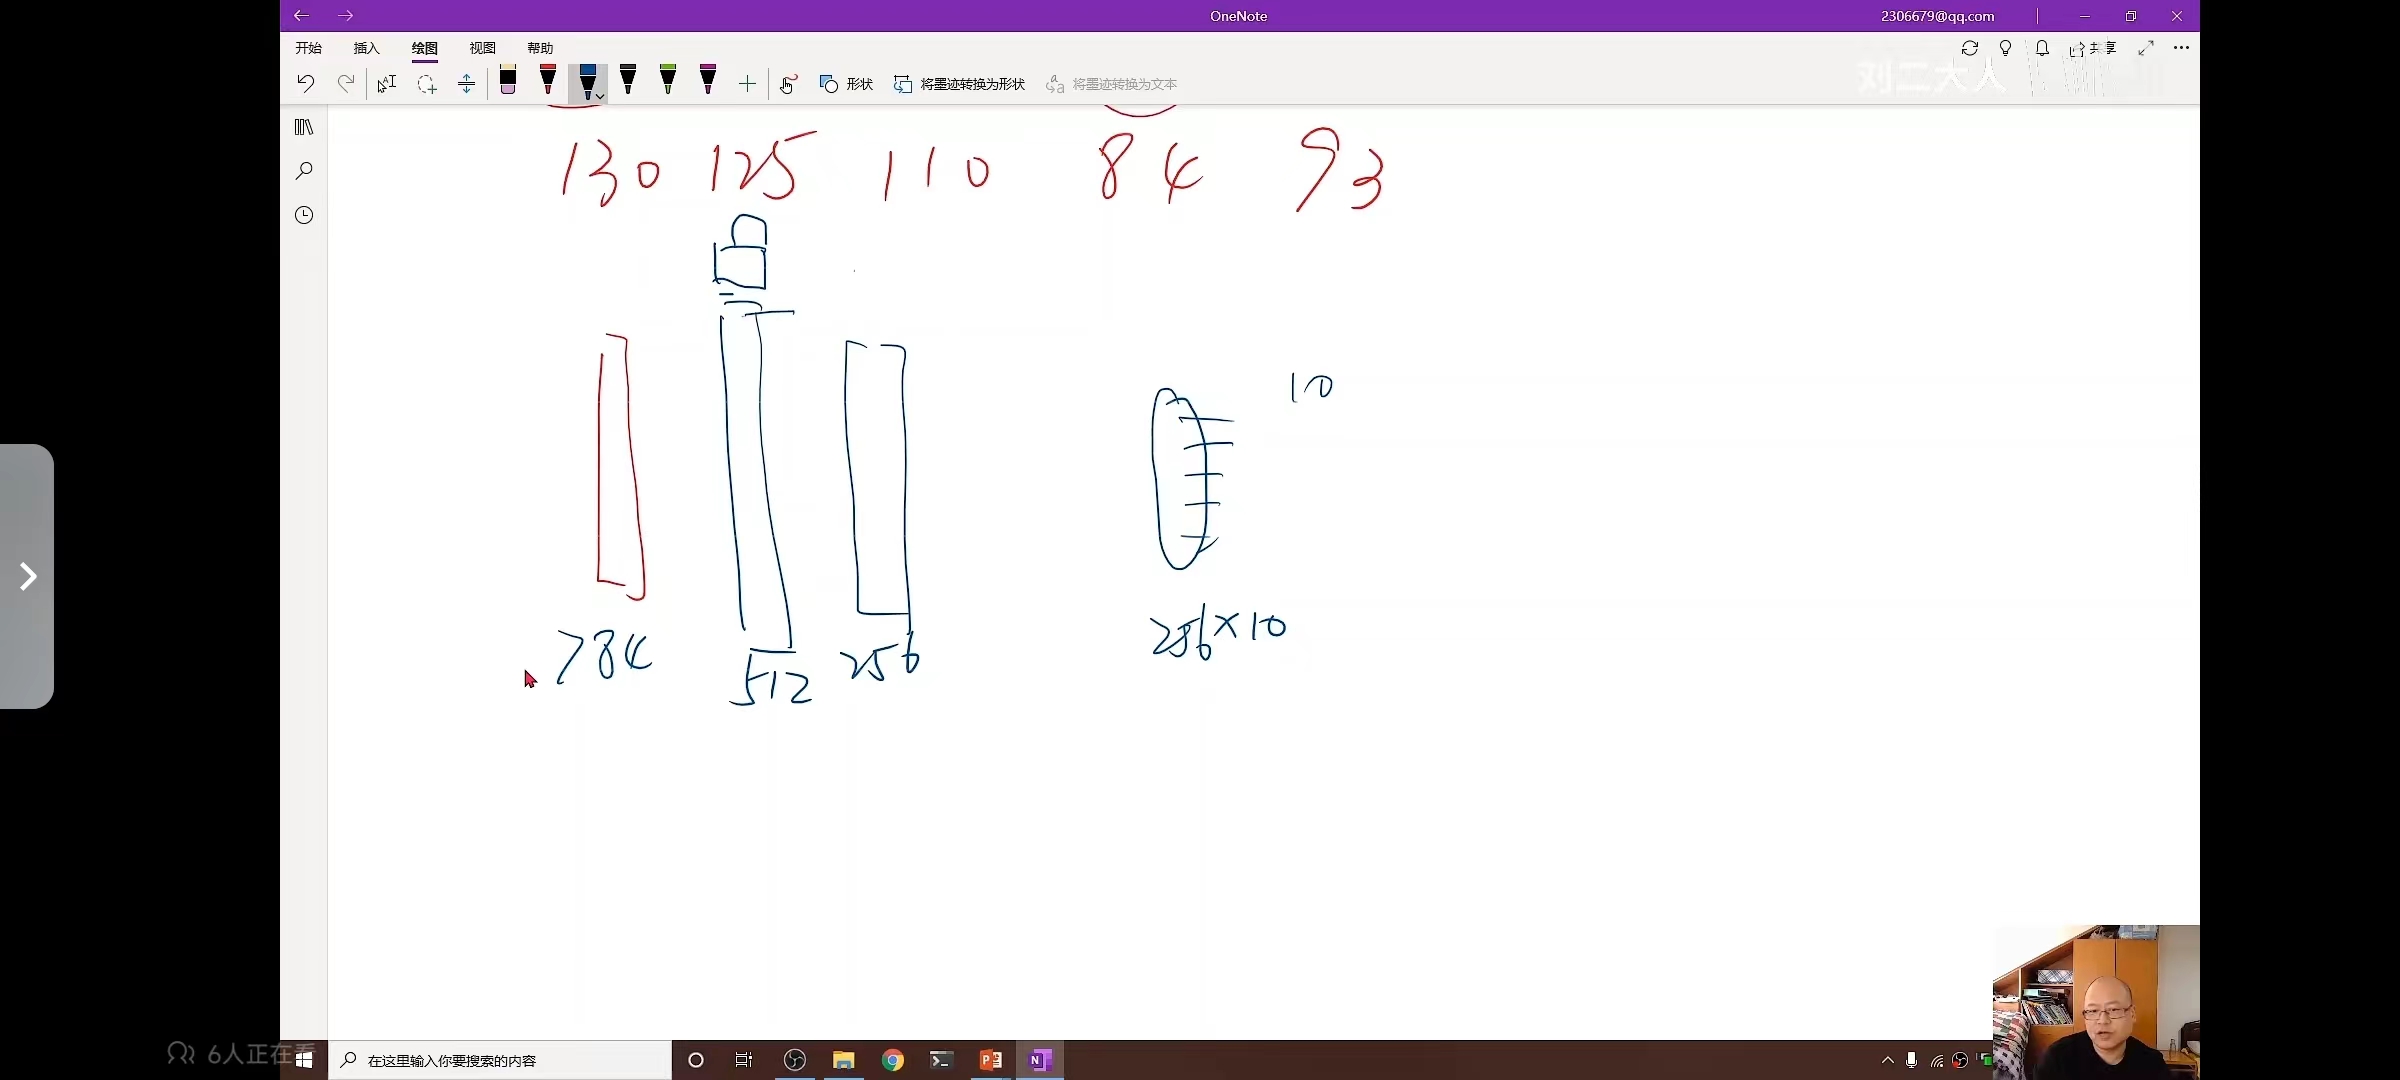 OneNote
2306679@qq.com
开始 插入 绘图 视图 帮助
共享
刘二大人
形状 将墨迹转换为形状 将墨迹转换为文本
130 125 110 84 93
10
784 512 256 256×10
6人正在看
在这里输入你要搜索的内容